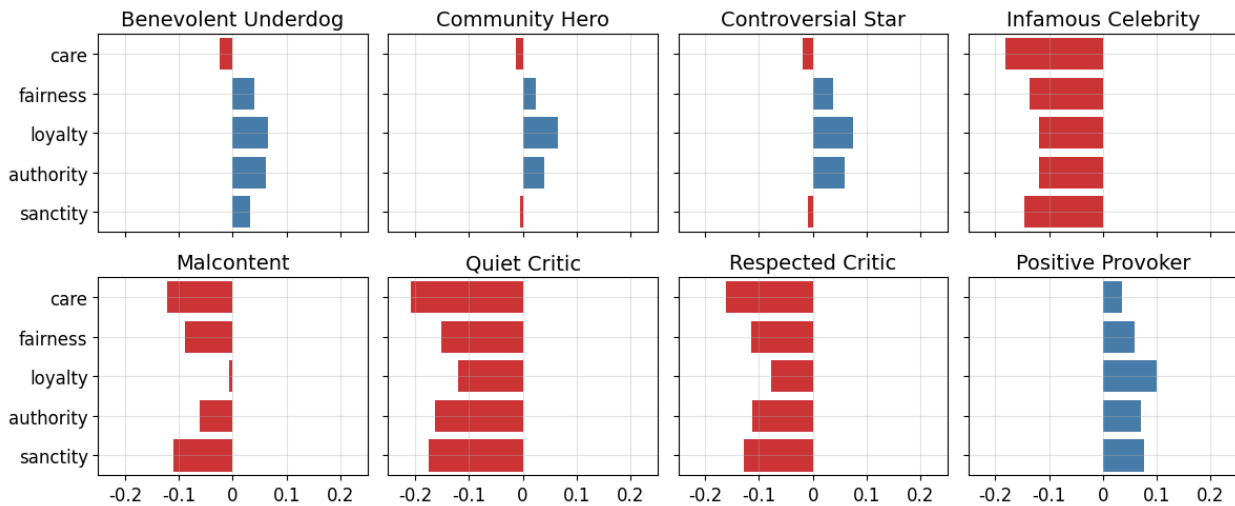 Benevolent Underdog
Community Hero
Controversial Star
Infamous Celebrity
care
fairness
loyalty
authority
sanctity
Malcontent
Quiet Critic
Respected Critic
Positive Provoker
care
fairness
loyalty
authority
sanctity
-0.2 -0.1 0 0.1 0.2
-0.2 -0.1 0 0.1 0.2
-0.2 -0.1 0 0.1 0.2
-0.2 -0.1 0 0.1 0.2